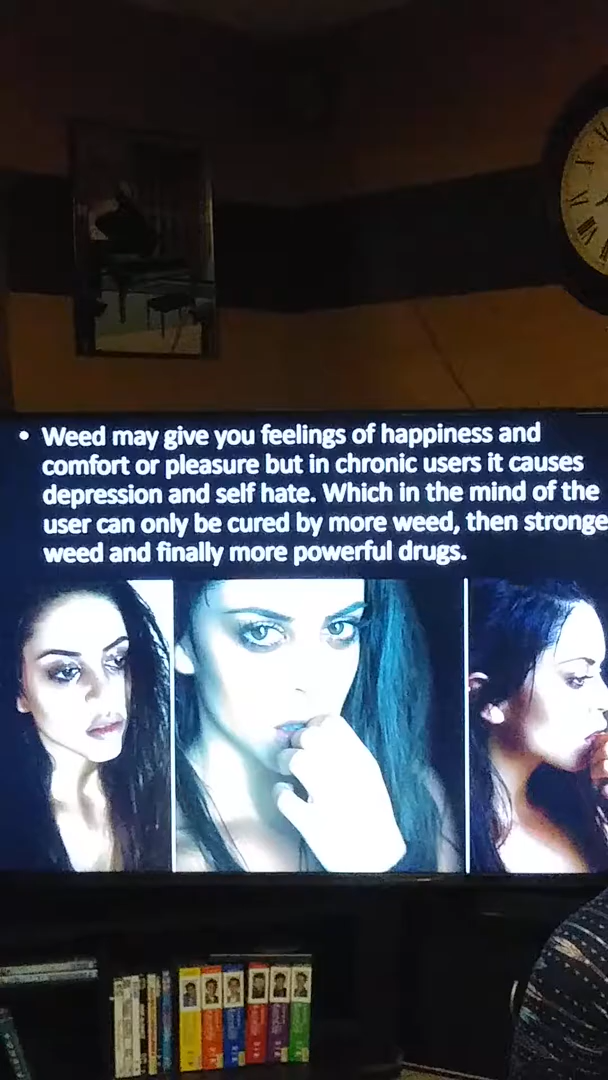 • Weed may give you feelings of happiness and
comfort or pleasure but in chronic users it causes
depression and self hate. Which in the mind of the
user can only be cured by more weed, then stronge
weed and finally more powerful drugs.